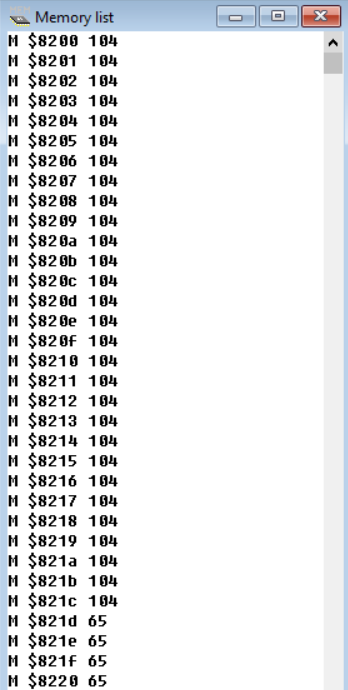 Memory list
M $8200 104
M $8201 104
M $8202 104
M $8203 104
M $8204 104
M $8205 104
M $8206 104
M $8207 104
M $8208 104
M $8209 104
M $820a 104
M $820b 104
M $820c 104
M $820d 104
M $820e 104
M $820f 104
M $8210 104
M $8211 104
M $8212 104
M $8213 104
M $8214 104
M $8215 104
M $8216 104
M $8217 104
M $8218 104
M $8219 104
M $821a 104
M $821b 104
M $821c 104
M $821d 65
M $821e 65
M $821f 65
M $8220 65